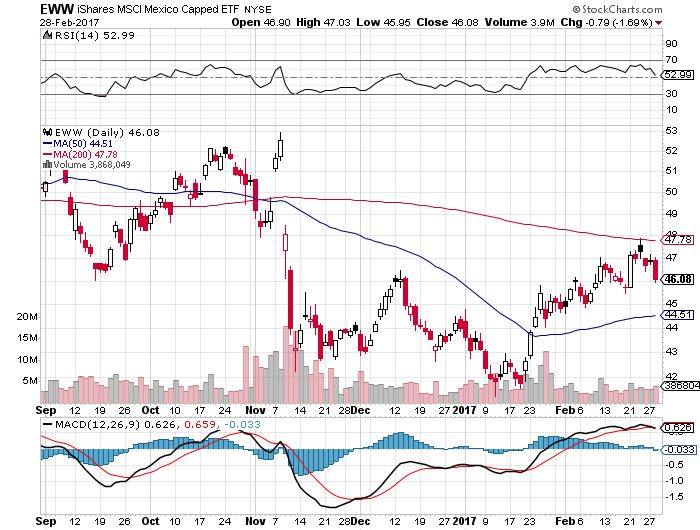 EWW iShares MSCI Mexico Capped ETF NYSE © StockCharts.com
28-Feb-2017 Open 46.90 High 47.03 Low 45.95 Close 46.08 Volume 3.9M Chg -0.79 (-1.69%)
RSI(14) 52.99
90
70
52.99
50
30
10
EWW (Daily) 46.08
MA(50) 44.51
MA(200) 47.78
Volume 3,868,049
53
52
51
50
49
48
47.78
47
46.08
45
44.51
44
43
42
20M
15M
10M
5M
3868049
Sep 12 19 26 Oct 10 17 24 Nov 7 14 21 28 Dec 12 19 27 2017 9 17 23 30 Feb 6 13 21 27
MACD(12,26,9) 0.626, 0.659, -0.033
0.626
0.5
-0.033
-0.5
-1.0
-1.5
Sep 12 19 26 Oct 10 17 24 Nov 7 14 21 28 Dec 12 19 27 2017 9 17 23 30 Feb 6 13 21 27